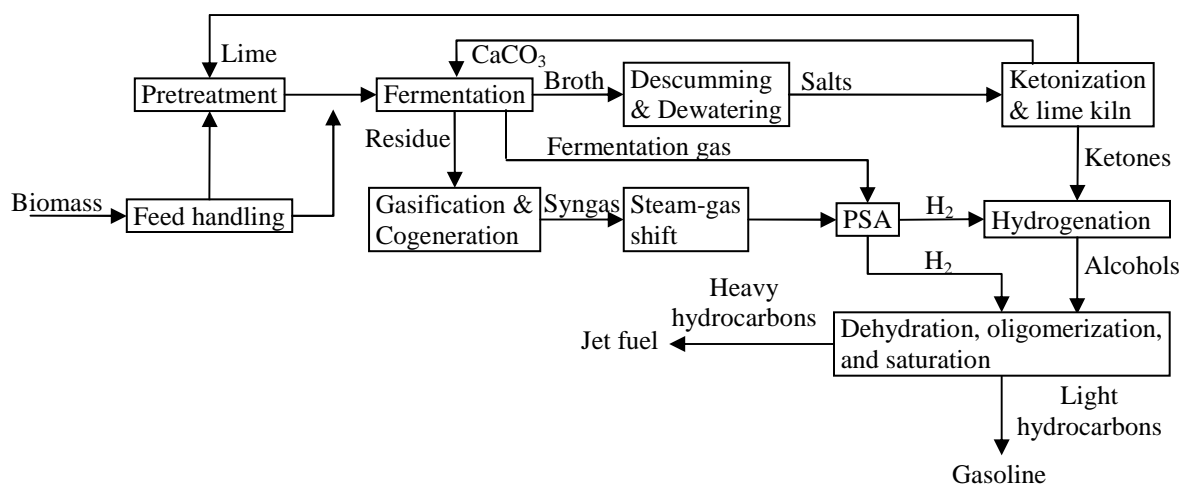 Lime
CaCO₃
Pretreatment
Fermentation
Broth
Descumming
& Dewatering
Salts
Ketonization
& lime kiln
Residue
Fermentation gas
Ketones
Biomass
Feed handling
Gasification &
Cogeneration
Syngas
Steam-gas
shift
PSA
H₂
Hydrogenation
H₂
Alcohols
Heavy
hydrocarbons
Jet fuel
Dehydration, oligomerization,
and saturation
Light
hydrocarbons
Gasoline